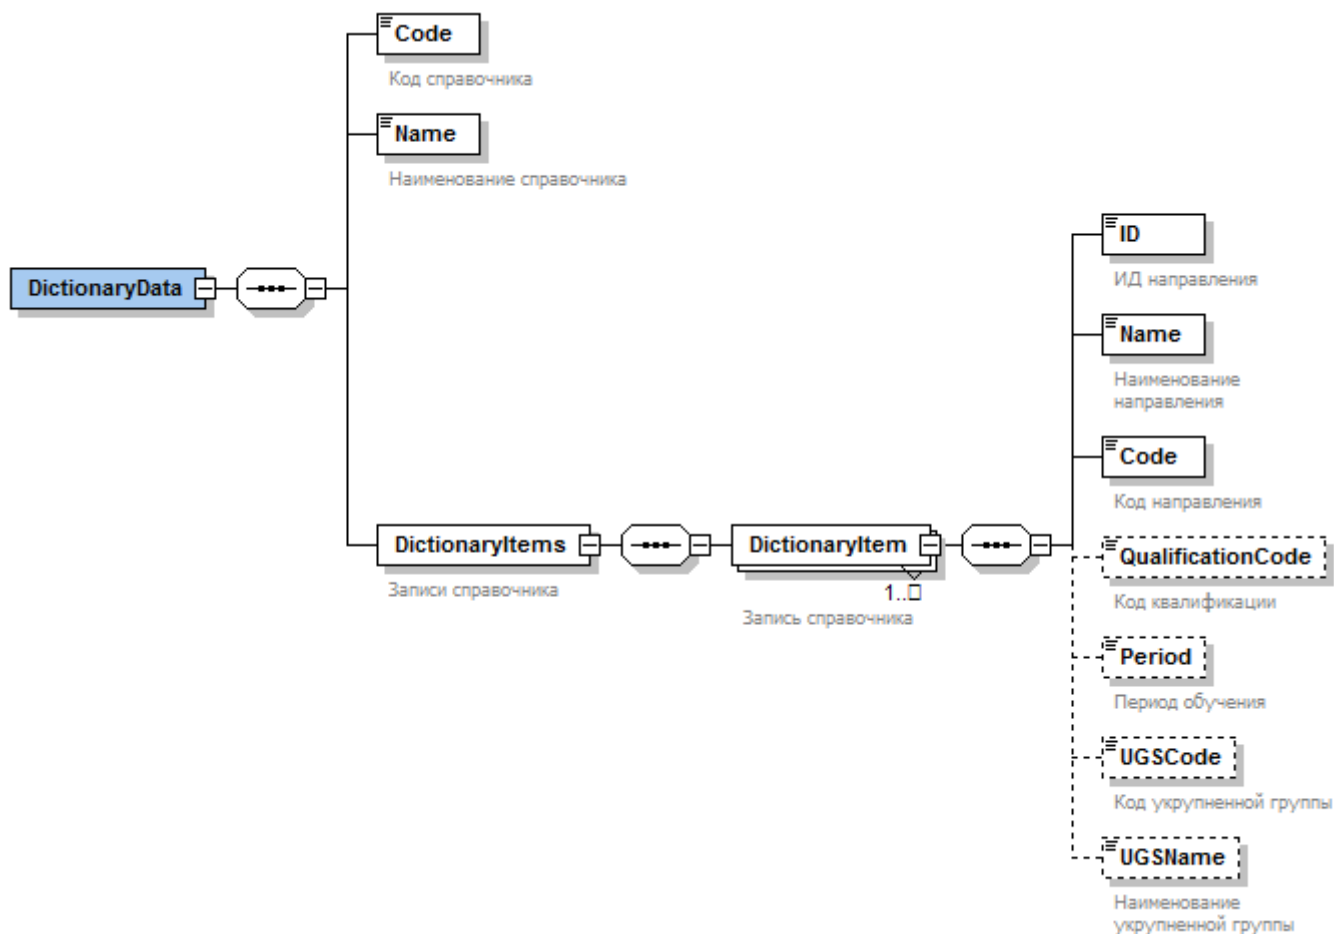 Code
Код справочника
Name
Наименование справочника
DictionaryData
DictionaryItems
Записи справочника
DictionaryItem
1..□
Запись справочника
ID
ИД направления
Name
Наименование
направления
Code
Код направления
QualificationCode
Код квалификации
Period
Период обучения
UGSCode
Код укрупненной группы
UGSName
Наименование
укрупненной группы